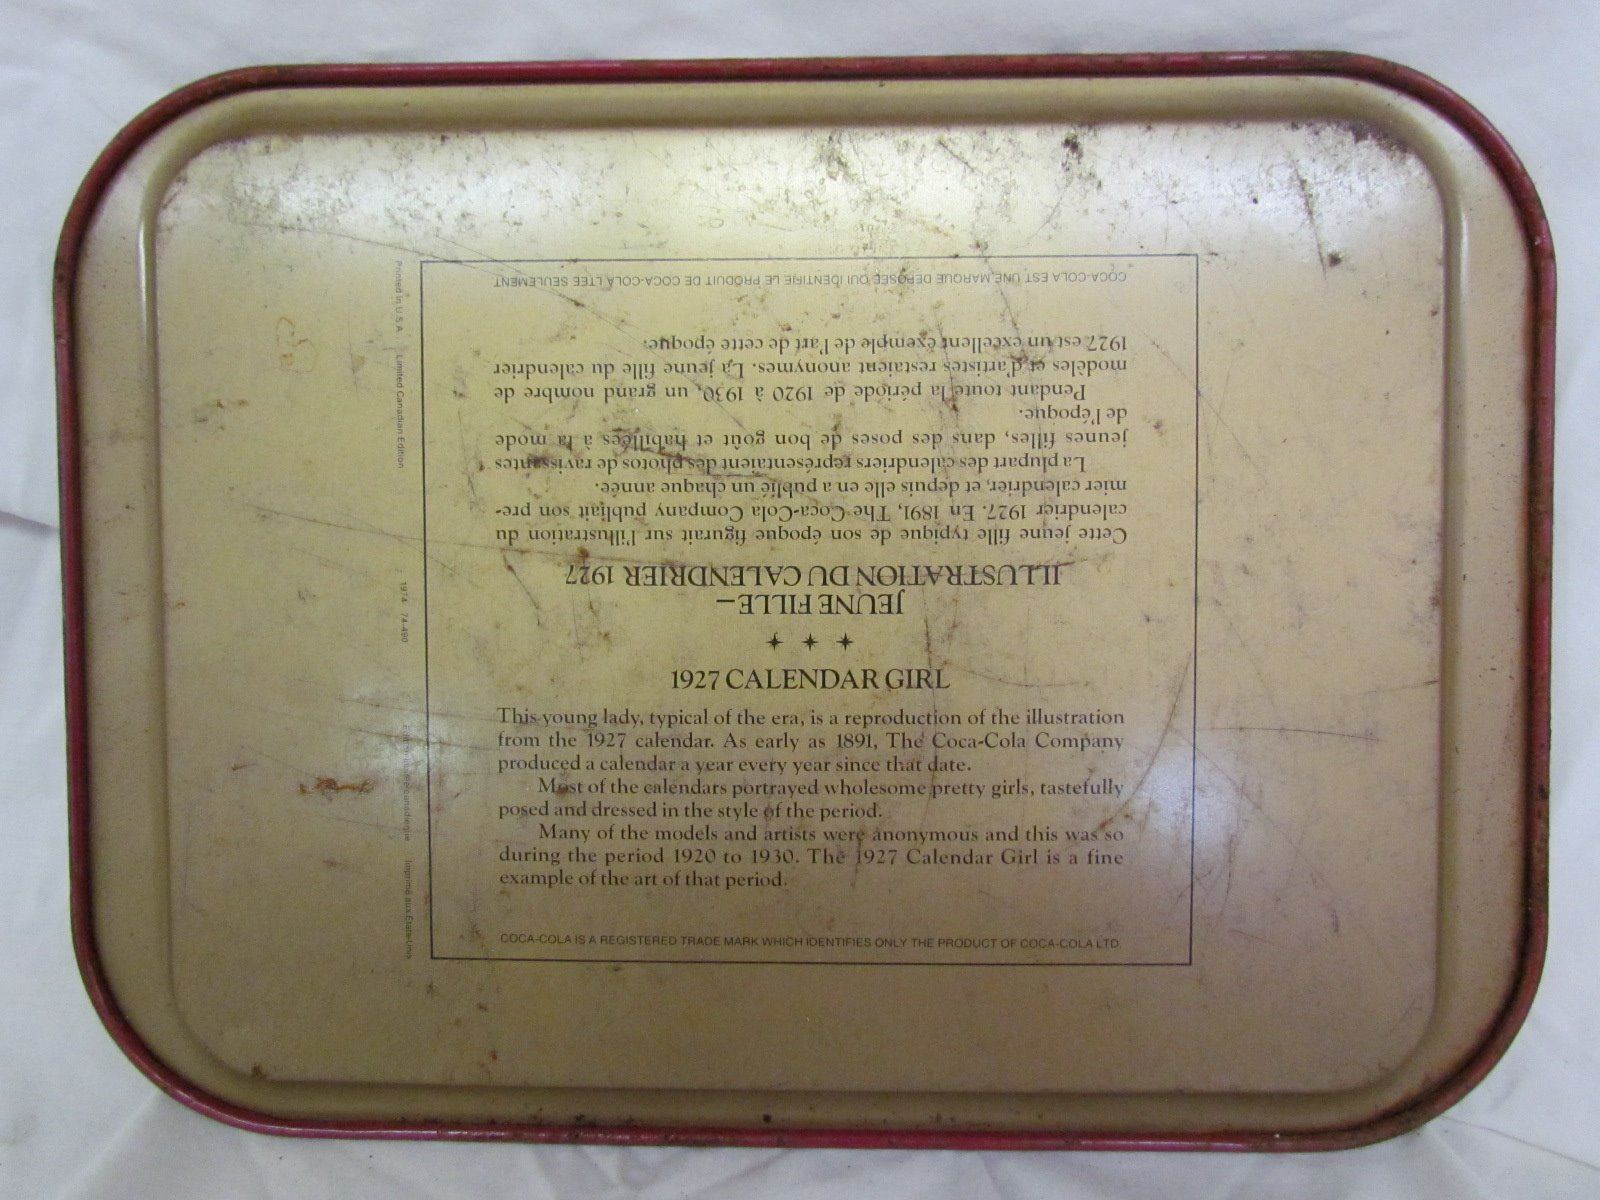 1927 CALENDAR GIRL
This young lady, typical of the era, is a reproduction of the illustration
from the 1927 calendar. As early as 1891, The Coca-Cola Company
produced a calendar a year every year since that date.
Most of the calendars portrayed wholesome pretty girls, tastefully
posed and dressed in the style of the period.
Many of the models and artists were anonymous and this was so
during the period 1920 to 1930. The 1927 Calendar Girl is a fine
example of the art of that period.
COCA-COLA IS A REGISTERED TRADE MARK WHICH IDENTIFIES ONLY THE PRODUCT OF COCA-COLA LTD
JEUNE FILLE—
ILLUSTRATION DU CALENDRIER 1927
Cette jeune fille typique de son époque figurait sur l'illustration du
calendrier 1927. En 1891, The Coca-Cola Company publiait son pre-
mier calendrier, et depuis elle en a publié un chaque année.
La plupart des calendriers représentaient des photos de ravissantes
jeunes filles, dans des poses de bon goût et habillées à la mode
de l'époque.
Pendant toute la période de 1920 à 1930, un grand nombre de
modèles et d'artistes restaient anonymes. La jeune fille du calendrier
1927 est un excellent exemple de l'art de cette époque.
COCA-COLA EST UNE MARQUE DÉPOSÉE QUI IDENTIFIE LE PRODUIT DE COCA-COLA LTÉE SEULEMENT
Printed in U.S.A. Limited Canadian Edition
1974 74-490
Imprimé aux États-Unis